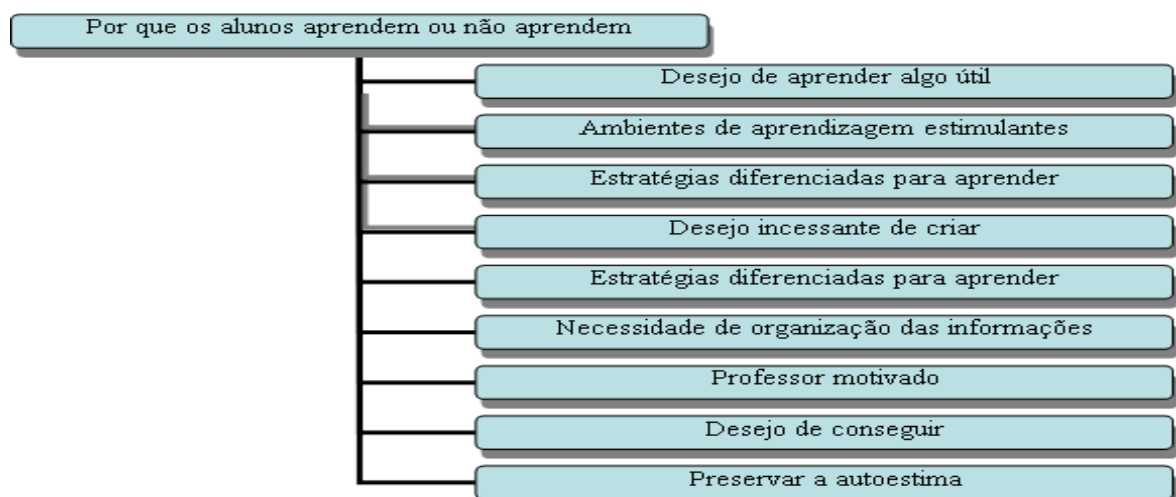 Por que os alunos aprendem ou não aprendem
Desejo de aprender algo útil
Ambientes de aprendizagem estimulantes
Estratégias diferenciadas para aprender
Desejo incessante de criar
Estratégias diferenciadas para aprender
Necessidade de organização das informações
Professor motivado
Desejo de conseguir
Preservar a autoestima